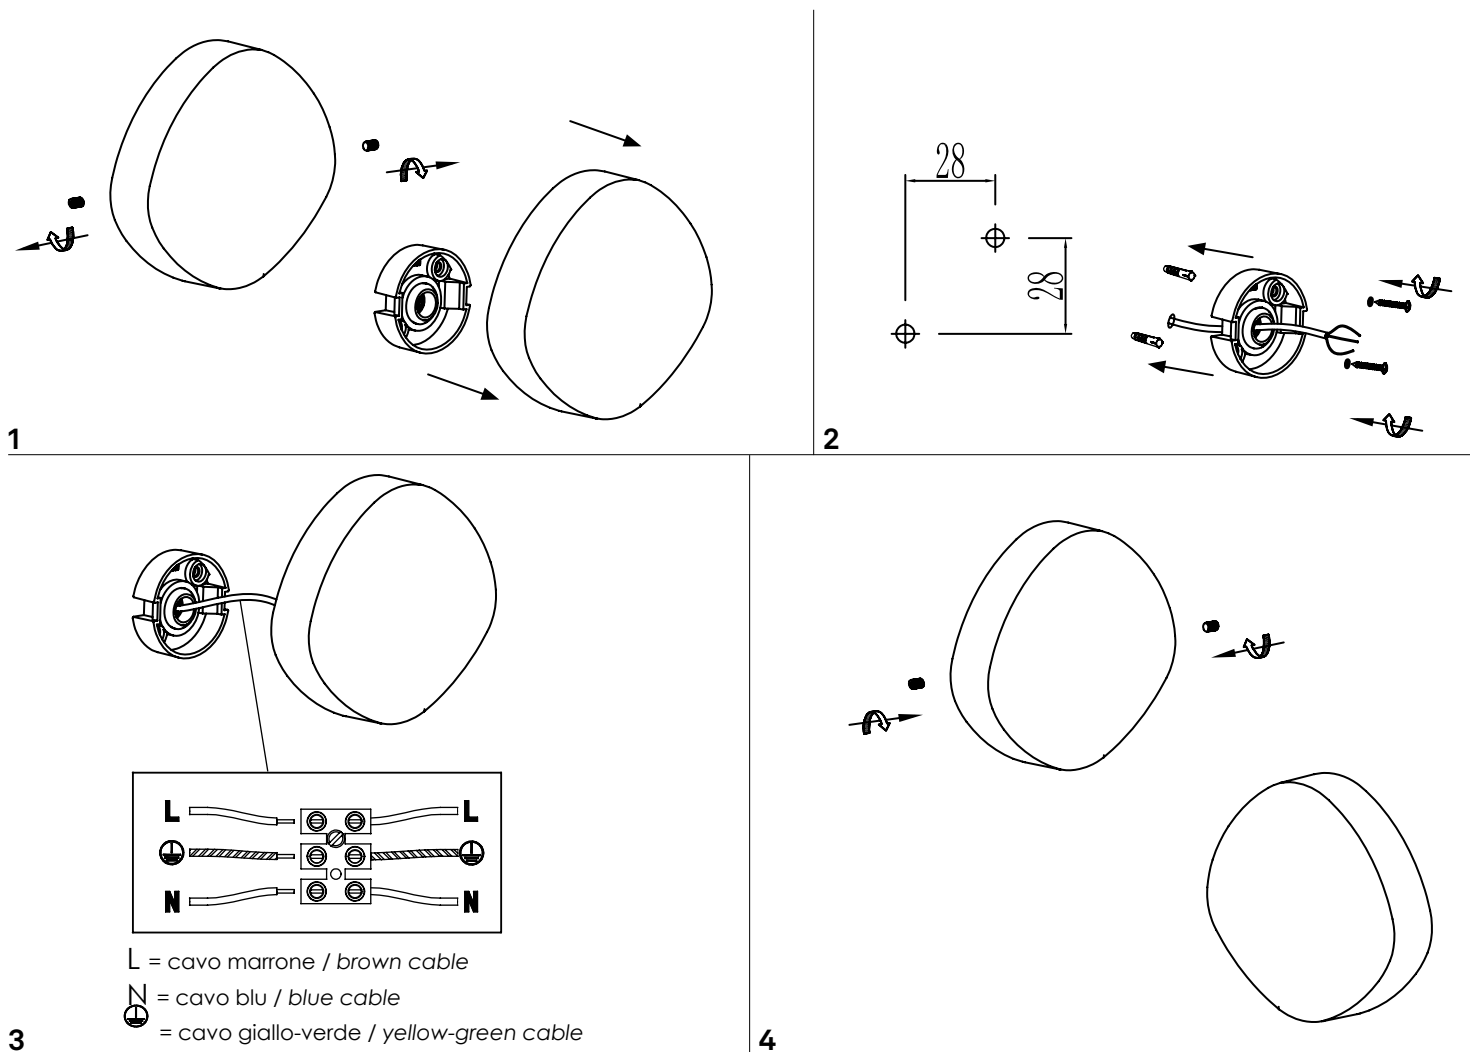 1
28
28
2
L L
N N
L = cavo marrone / brown cable
N = cavo blu / blue cable
= cavo giallo-verde / yellow-green cable
3
4